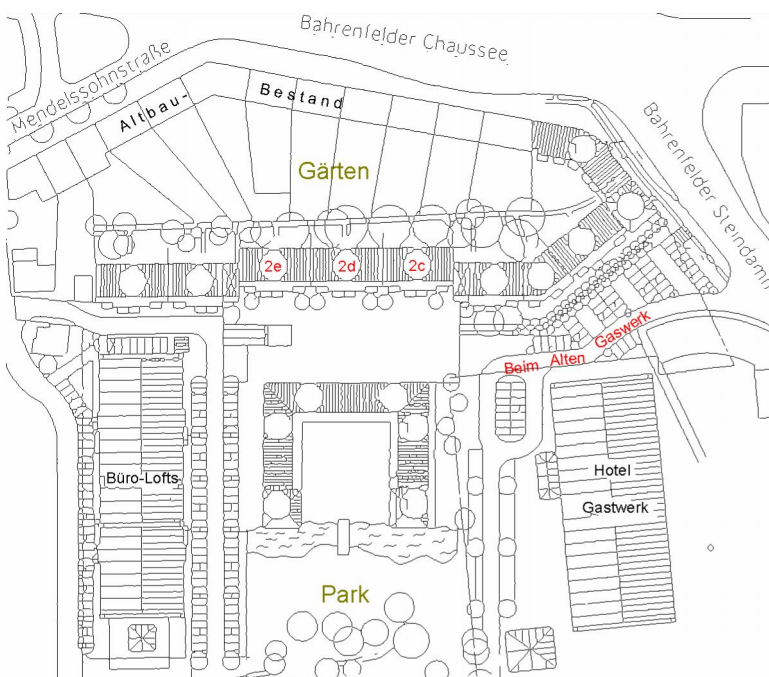 Bahrenfelder Chaussee
Mendelssohnstraße
Altbau-
Bestand
Bahrenfelder Steindamm
Gärten
2e
2d
2c
Beim Alten Gaswerk
Büro-Lofts
Hotel
Gastwerk
Park